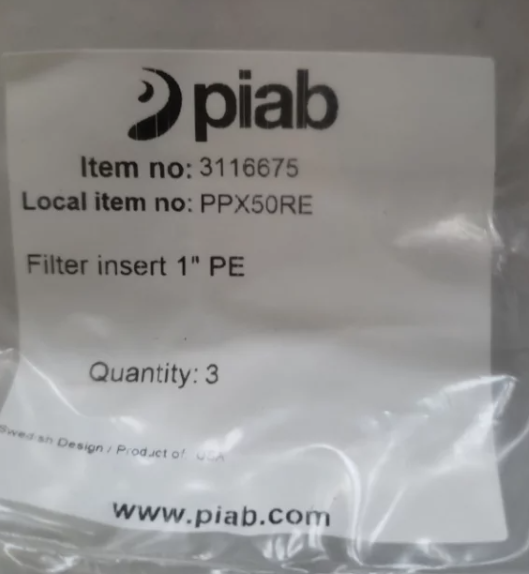 piab
Item no: 3116675
Local item no: PPX50RE
Filter insert 1" PE
Quantity: 3
Swedish Design / Product of USA
www.piab.com